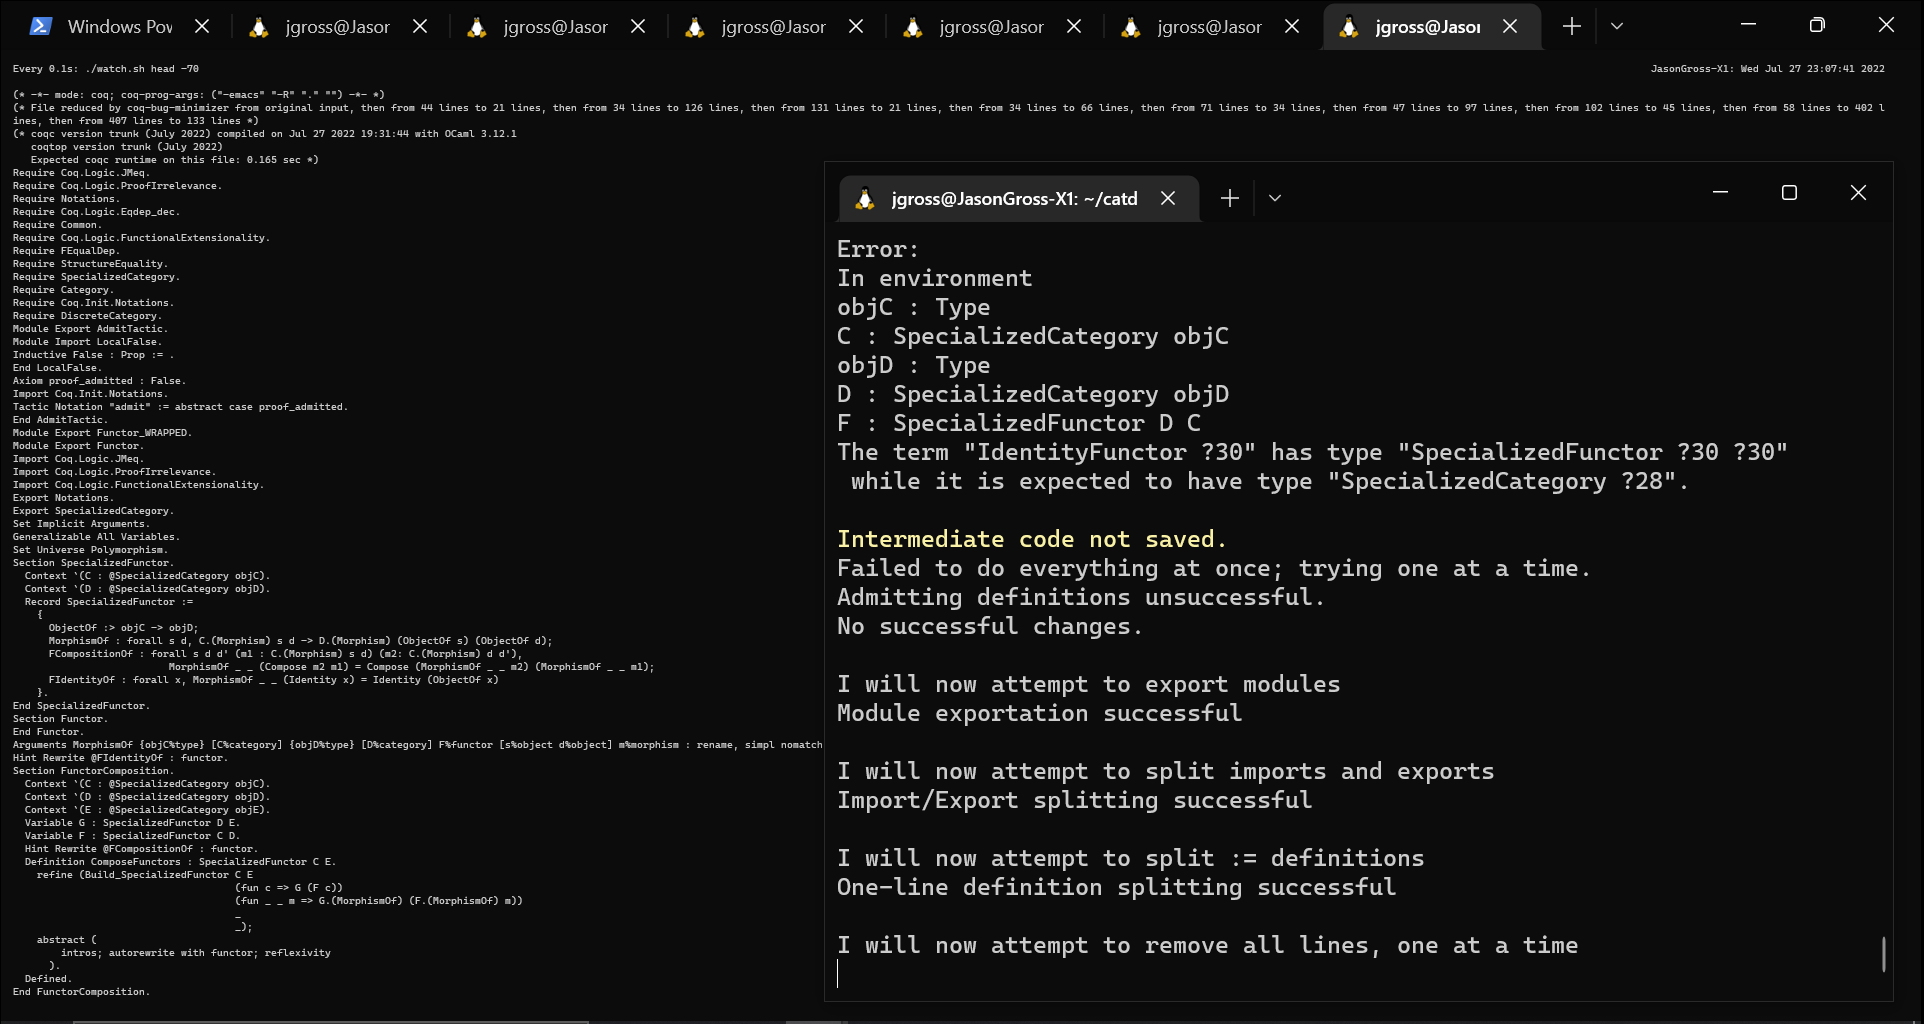 Windows Pov
jgross@Jasor
jgross@Jasor
jgross@Jasor
jgross@Jasor
jgross@Jasor
jgross@Jasor
Every 0.1s: ./watch.sh head -70
JasonGross-X1: Wed Jul 27 23:07:41 2022
(* -*- mode: coq; coq-prog-args: ("-emacs" "-R" "." "") -*- *)
(* File reduced by coq-bug-minimizer from original input, then from 44 lines to 21 lines, then from 34 lines to 126 lines, then from 131 lines to 21 lines, then from 34 lines to 66 lines, then from 71 lines to 34 lines, then from 47 lines to 97 lines, then from 102 lines to 45 lines, then from 58 lines to 402 l
ines, then from 407 lines to 133 lines *)
(* coqc version trunk (July 2022) compiled on Jul 27 2022 19:31:44 with OCaml 3.12.1
   coqtop version trunk (July 2022)
   Expected coqc runtime on this file: 0.165 sec *)
Require Coq.Logic.JMeq.
Require Coq.Logic.ProofIrrelevance.
Require Notations.
Require Coq.Logic.Eqdep_dec.
Require Common.
Require Coq.Logic.FunctionalExtensionality.
Require FEqualDep.
Require StructureEquality.
Require SpecializedCategory.
Require Category.
Require Coq.Init.Notations.
Require DiscreteCategory.
Module Export AdmitTactic.
Module Import LocalFalse.
Inductive False : Prop := .
End LocalFalse.
Axiom proof_admitted : False.
Import Coq.Init.Notations.
Tactic Notation "admit" := abstract case proof_admitted.
End AdmitTactic.
Module Export Functor_WRAPPED.
Module Export Functor.
Import Coq.Logic.JMeq.
Import Coq.Logic.ProofIrrelevance.
Import Coq.Logic.FunctionalExtensionality.
Export Notations.
Export SpecializedCategory.
Set Implicit Arguments.
Generalizable All Variables.
Set Universe Polymorphism.
Section SpecializedFunctor.
  Context `(C : @SpecializedCategory objC).
  Context `(D : @SpecializedCategory objD).
  Record SpecializedFunctor :=
    {
      ObjectOf :> objC -> objD;
      MorphismOf : forall s d, C.(Morphism) s d -> D.(Morphism) (ObjectOf s) (ObjectOf d);
      FCompositionOf : forall s d d' (m1 : C.(Morphism) s d) (m2: C.(Morphism) d d'),
                          MorphismOf _ _ (Compose m2 m1) = Compose (MorphismOf _ _ m2) (MorphismOf _ _ m1);
      FIdentityOf : forall x, MorphismOf _ _ (Identity x) = Identity (ObjectOf x)
    }.
End SpecializedFunctor.
Section Functor.
End Functor.
Arguments MorphismOf {objC%type} [C%category] {objD%type} [D%category] F%functor [s%object d%object] m%morphism : rename, simpl nomatch
Hint Rewrite @FIdentityOf : functor.
Section FunctorComposition.
  Context `(C : @SpecializedCategory objC).
  Context `(D : @SpecializedCategory objD).
  Context `(E : @SpecializedCategory objE).
  Variable G : SpecializedFunctor D E.
  Variable F : SpecializedFunctor C D.
  Hint Rewrite @FCompositionOf : functor.
  Definition ComposeFunctors : SpecializedFunctor C E.
    refine (Build_SpecializedFunctor C E
                                     (fun c => G (F c))
                                     (fun _ _ m => G.(MorphismOf) (F.(MorphismOf) m))
                                     _
                                     _);
    abstract (
        intros; autorewrite with functor; reflexivity
      ).
  Defined.
End FunctorComposition.
jgross@JasonGross-X1: ~/catd
Error:
In environment
objC : Type
C : SpecializedCategory objC
objD : Type
D : SpecializedCategory objD
F : SpecializedFunctor D C
The term "IdentityFunctor ?30" has type "SpecializedFunctor ?30 ?30"
 while it is expected to have type "SpecializedCategory ?28".
Intermediate code not saved.
Failed to do everything at once; trying one at a time.
Admitting definitions unsuccessful.
No successful changes.
I will now attempt to export modules
Module exportation successful
I will now attempt to split imports and exports
Import/Export splitting successful
I will now attempt to split := definitions
One-line definition splitting successful
I will now attempt to remove all lines, one at a time